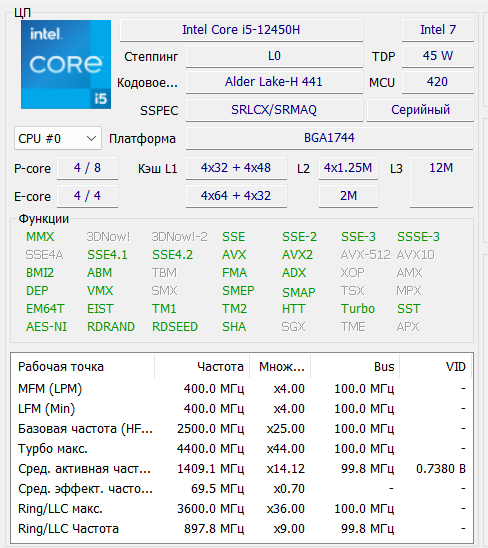 ЦП
intel. Intel Core i5-12450H Intel 7
CORE Степпинг L0 TDP 45 W
i5 Кодовое... Alder Lake-H 441 MCU 420
SSPEC SRLCX/SRMAQ Серийный
CPU #0 Платформа BGA1744
P-core 4 / 8 Кэш L1 4x32 + 4x48 L2 4x1.25M L3 12M
E-core 4 / 4 4x64 + 4x32 2M
Функции
MMX 3DNow! 3DNow!-2 SSE SSE-2 SSE-3 SSSE-3
SSE4A SSE4.1 SSE4.2 AVX AVX2 AVX-512 AVX10
BMI2 ABM TBM FMA ADX XOP AMX
DEP VMX SMX SMEP SMAP TSX MPX
EM64T EIST TM1 TM2 HTT Turbo SST
AES-NI RDRAND RDSEED SHA SGX TME APX
Рабочая точка Частота Множ... Bus VID
MFM (LPM) 400.0 МГц x4.00 100.0 МГц -
LFM (Min) 400.0 МГц x4.00 100.0 МГц -
Базовая частота (HF... 2500.0 МГц x25.00 100.0 МГц -
Турбо макс. 4400.0 МГц x44.00 100.0 МГц -
Сред. активная част... 1409.1 МГц x14.12 99.8 МГц 0.7380 В
Сред. эффект. часто... 69.5 МГц x0.70 - -
Ring/LLC макс. 3600.0 МГц x36.00 100.0 МГц -
Ring/LLC Частота 897.8 МГц x9.00 99.8 МГц -